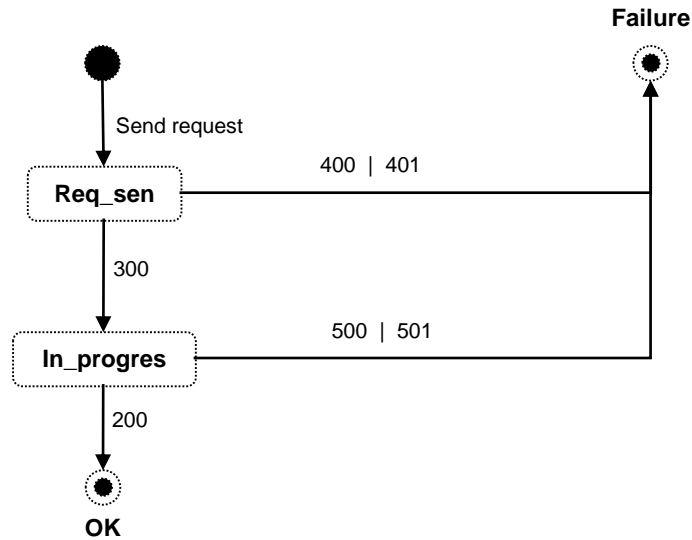 Failure
Send request
400 | 401
Req_sen
300
500 | 501
In_progres
200
OK